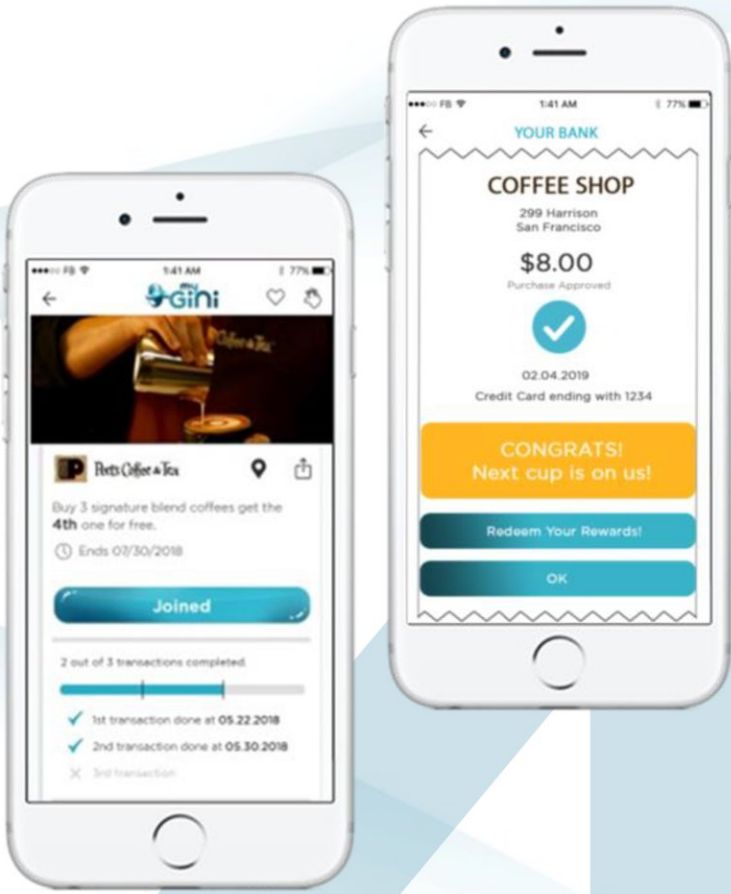 FB
1:41 AM
77%
my
GiNi
Coffee & Tea
Peet's Coffee & Tea
Buy 3 signature blend coffees get the
4th one for free.
Ends 07/30/2018
Joined
2 out of 3 transactions completed.
1st transaction done at 05.22.2018
2nd transaction done at 05.30.2018
3rd transaction
FB
1:41 AM
77%
YOUR BANK
COFFEE SHOP
299 Harrison
San Francisco
$8.00
Purchase Approved
02.04.2019
Credit Card ending with 1234
CONGRATS!
Next cup is on us!
Redeem Your Rewards!
OK